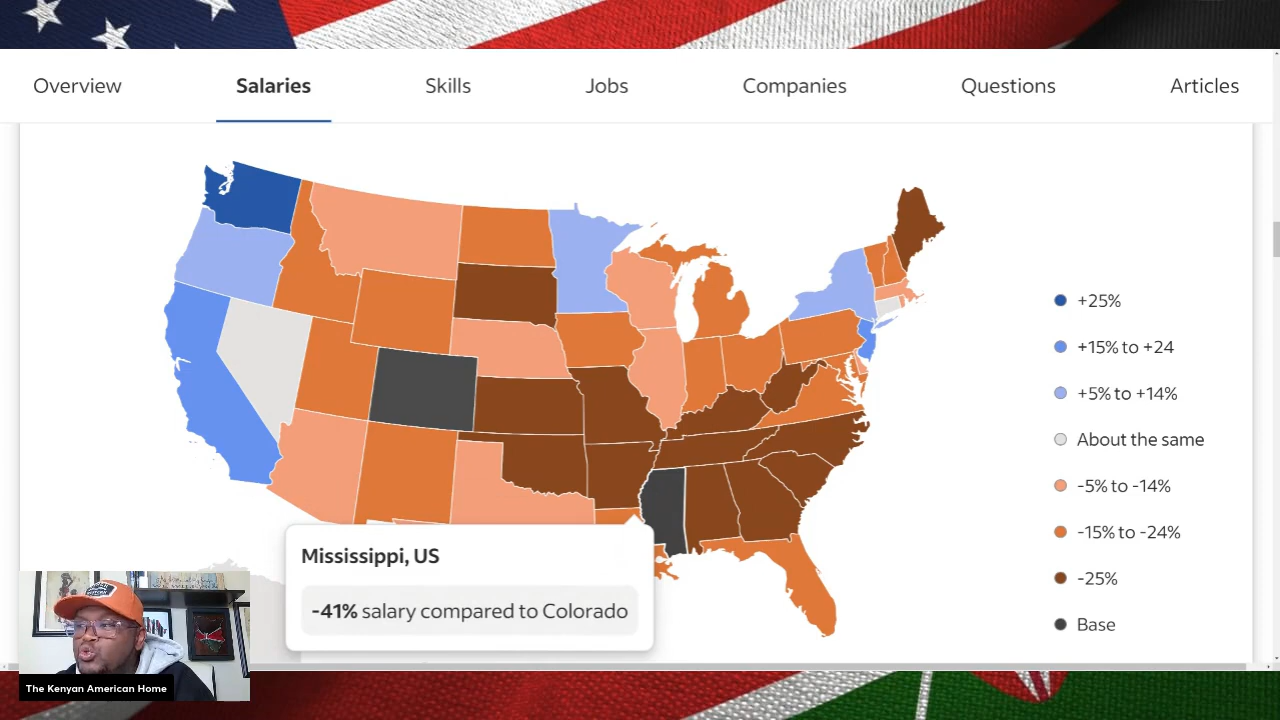 Overview
Salaries
Skills
Jobs
Companies
Questions
Articles
+25%
+15% to +24
+5% to +14%
About the same
-5% to -14%
-15% to -24%
-25%
Base
Mississippi, US
-41% salary compared to Colorado
The Kenyan American Home